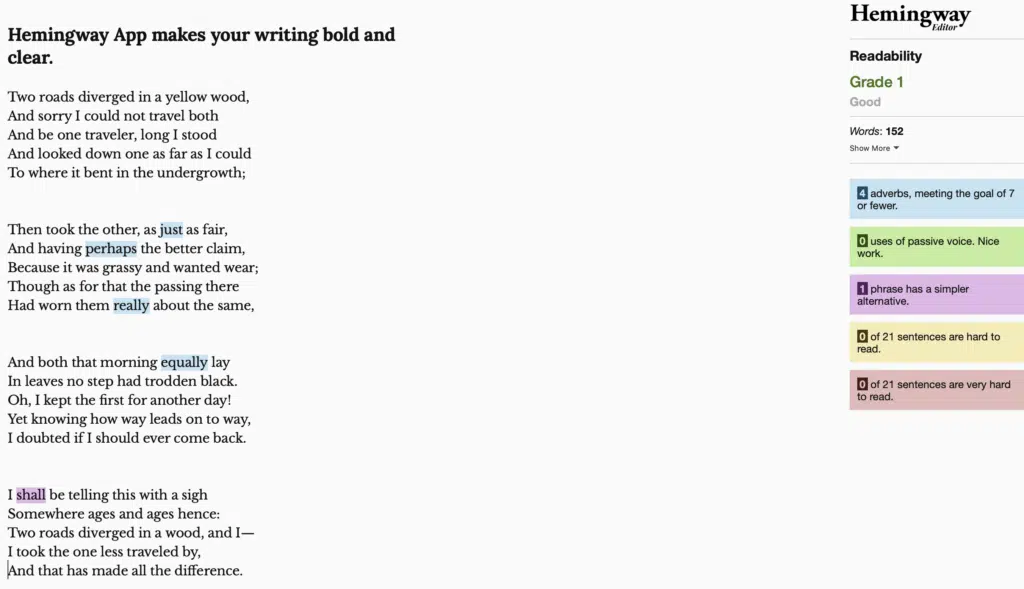 Hemingway App makes your writing bold and
clear.
Two roads diverged in a yellow wood,
And sorry I could not travel both
And be one traveler, long I stood
And looked down one as far as I could
To where it bent in the undergrowth;
Then took the other, as just as fair,
And having perhaps the better claim,
Because it was grassy and wanted wear;
Though as for that the passing there
Had worn them really about the same,
And both that morning equally lay
In leaves no step had trodden black.
Oh, I kept the first for another day!
Yet knowing how way leads on to way,
I doubted if I should ever come back.
I shall be telling this with a sigh
Somewhere ages and ages hence:
Two roads diverged in a wood, and I—
I took the one less traveled by,
And that has made all the difference.
Hemingway
Editor
Readability
Grade 1
Good
Words: 152
Show More
4 adverbs, meeting the goal of 7
or fewer.
0 uses of passive voice. Nice
work.
1 phrase has a simpler
alternative.
0 of 21 sentences are hard to
read.
0 of 21 sentences are very hard
to read.